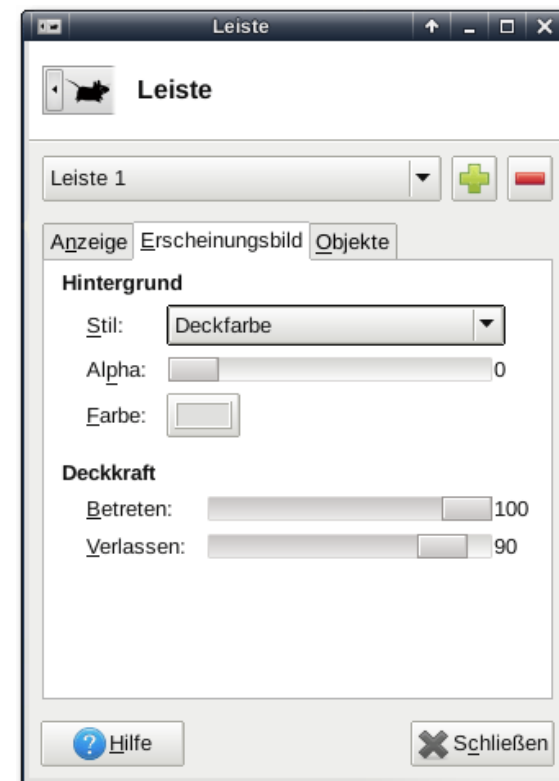 Leiste
Leiste
Leiste 1
Anzeige Erscheinungsbild Objekte
Hintergrund
Stil: Deckfarbe
Alpha: 0
Farbe:
Deckkraft
Betreten: 100
Verlassen: 90
Hilfe Schließen